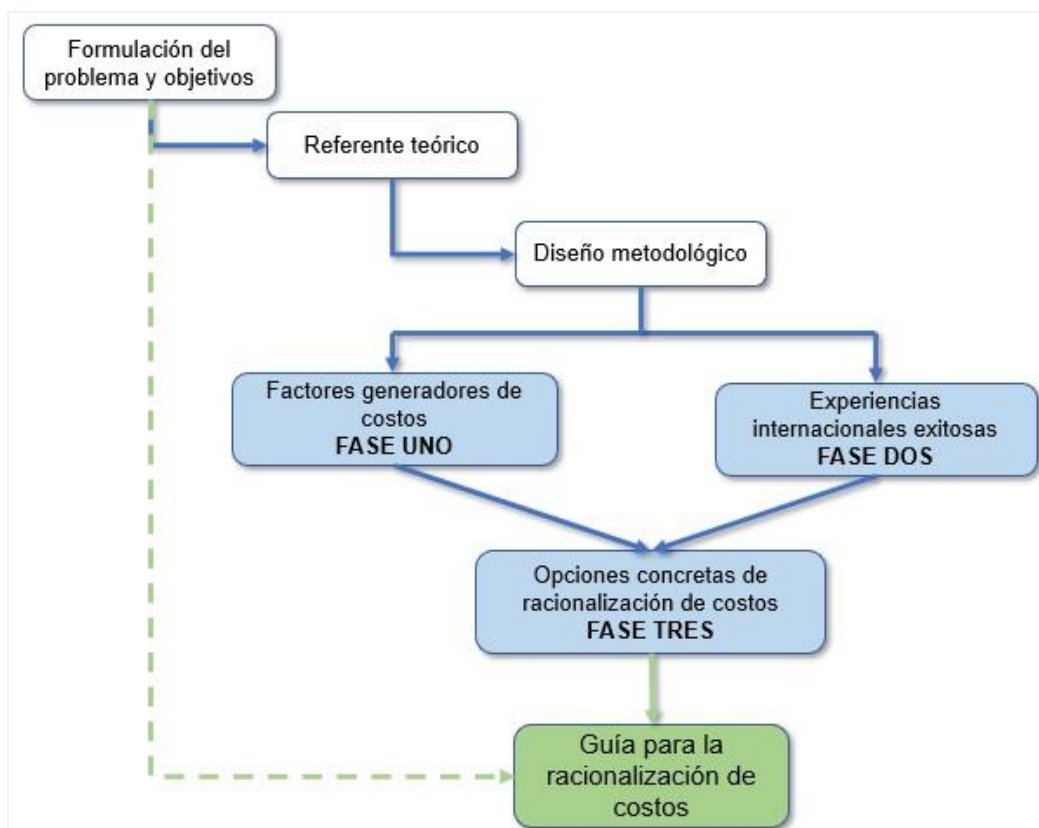 Formulación del
problema y objetivos
Referente teórico
Diseño metodológico
Factores generadores de
costos
FASE UNO
Experiencias
internacionales exitosas
FASE DOS
Opciones concretas de
racionalización de costos
FASE TRES
Guía para la
racionalización de
costos